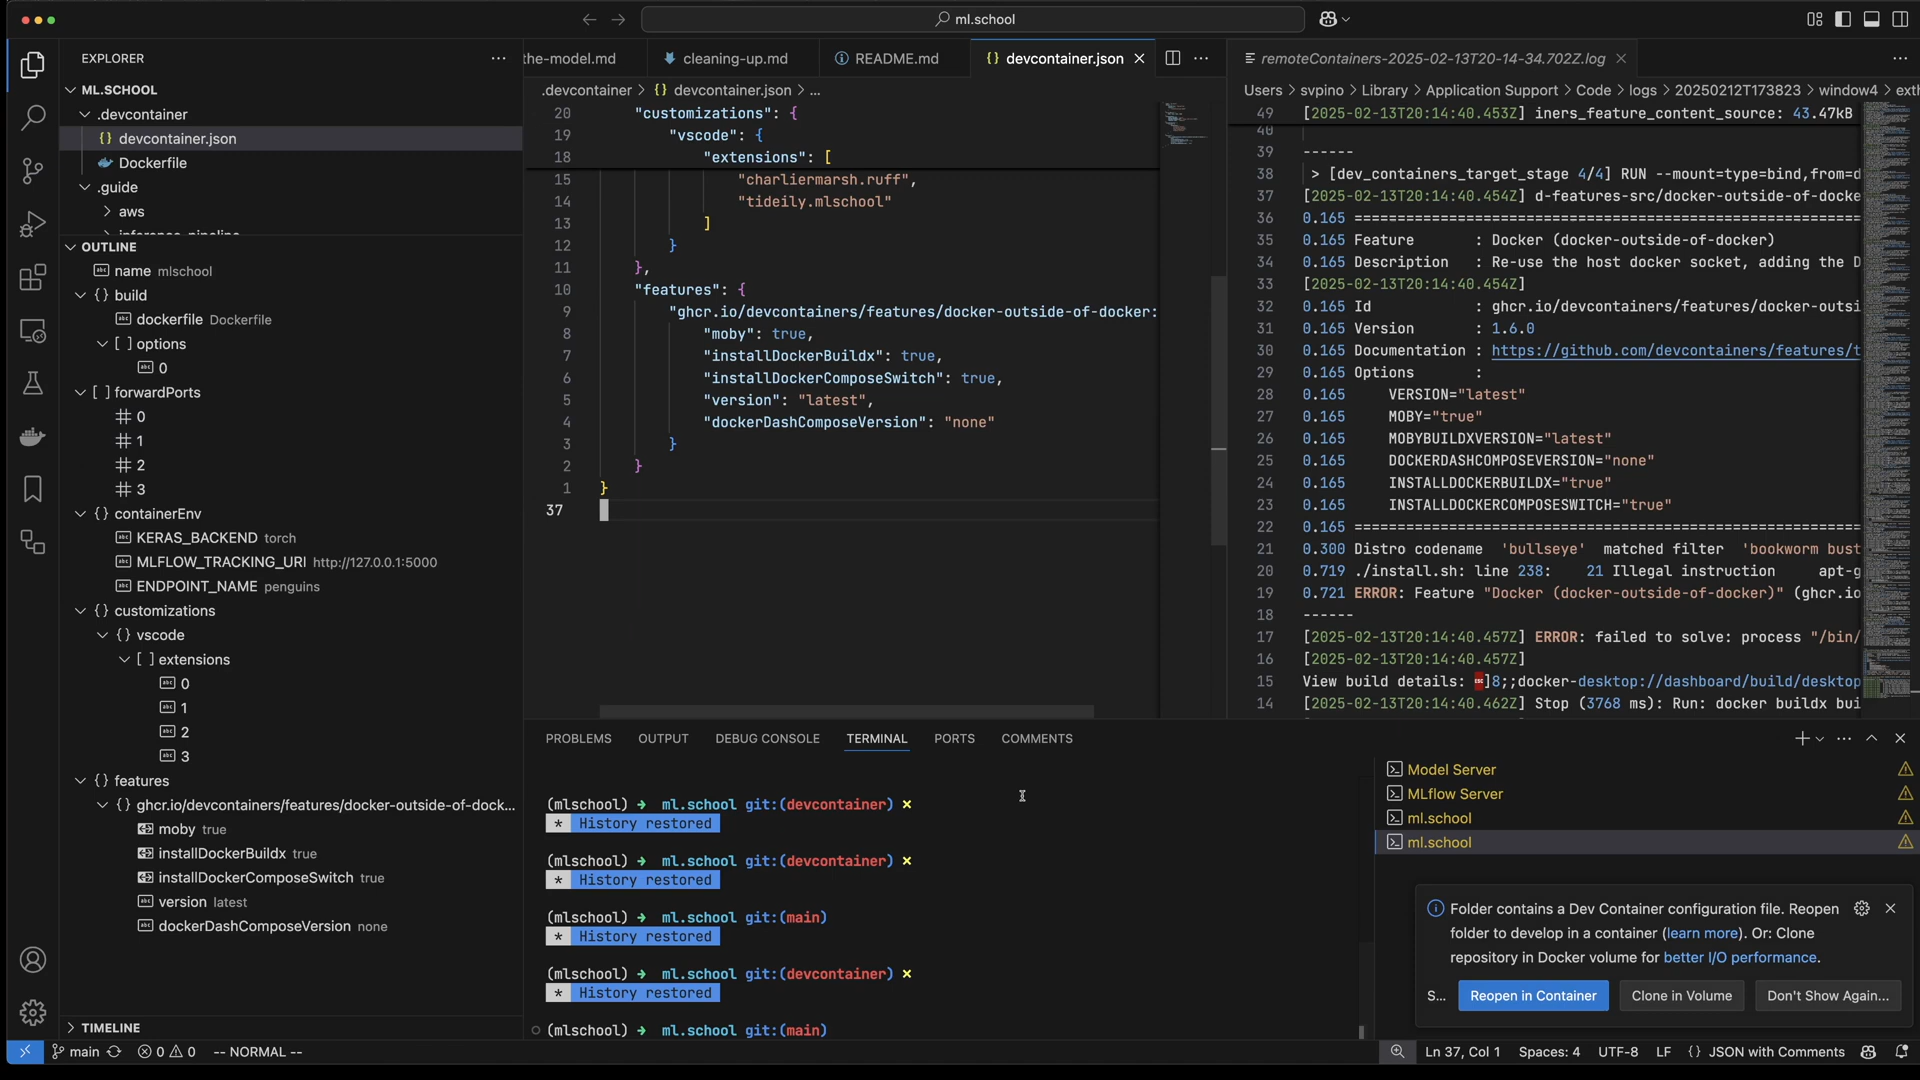 ml.school
EXPLORER
ML.SCHOOL
.devcontainer
devcontainer.json
Dockerfile
.guide
aws
inference_pipeline
OUTLINE
name mlschool
{} build
dockerfile Dockerfile
[ ] options
0
[ ] forwardPorts
0
1
2
3
{} containerEnv
KERAS_BACKEND torch
MLFLOW_TRACKING_URI http://127.0.0.1:5000
ENDPOINT_NAME penguins
{} customizations
{} vscode
[ ] extensions
0
1
2
3
{} features
{} ghcr.io/devcontainers/features/docker-outside-of-dock...
moby true
installDockerBuildx true
installDockerComposeSwitch true
version latest
dockerDashComposeVersion none
TIMELINE
the-model.md
cleaning-up.md
README.md
{} devcontainer.json
.devcontainer > {} devcontainer.json > ...
20 "customizations": {
19 "vscode": {
18 "extensions": [
15 "charliermarsh.ruff",
14 "tideily.mlschool"
13 ]
12 }
11 },
10 "features": {
9 "ghcr.io/devcontainers/features/docker-outside-of-docker:
8 "moby": true,
7 "installDockerBuildx": true,
6 "installDockerComposeSwitch": true,
5 "version": "latest",
4 "dockerDashComposeVersion": "none"
3 }
2 }
1 }
37
remoteContainers-2025-02-13T20-14-34.702Z.log
Users > svpino > Library > Application Support > Code > logs > 20250212T173823 > window4 > exth
49 [2025-02-13T20:14:40.453Z] iners_feature_content_source: 43.47kB
40
39 ------
38 > [dev_containers_target_stage 4/4] RUN --mount=type=bind,from=d
37 [2025-02-13T20:14:40.454Z] d-features-src/docker-outside-of-docke
36 0.165 ===============================================
35 0.165 Feature : Docker (docker-outside-of-docker)
34 0.165 Description : Re-use the host docker socket, adding the D
33 [2025-02-13T20:14:40.454Z]
32 0.165 Id : ghcr.io/devcontainers/features/docker-outsi
31 0.165 Version : 1.6.0
30 0.165 Documentation : https://github.com/devcontainers/features/t
29 0.165 Options :
28 0.165 VERSION="latest"
27 0.165 MOBY="true"
26 0.165 MOBYBUILDXVERSION="latest"
25 0.165 DOCKERDASHCOMPOSEVERSION="none"
24 0.165 INSTALLDOCKERBUILDX="true"
23 0.165 INSTALLDOCKERCOMPOSESWITCH="true"
22 0.165 ===============================================
21 0.300 Distro codename 'bullseye' matched filter 'bookworm bust
20 0.719 ./install.sh: line 238: 21 Illegal instruction apt-g
19 0.721 ERROR: Feature "Docker (docker-outside-of-docker)" (ghcr.io
18 ------
17 [2025-02-13T20:14:40.457Z] ERROR: failed to solve: process "/bin/
16 [2025-02-13T20:14:40.457Z]
15 View build details: ]8;;docker-desktop://dashboard/build/desktop
14 [2025-02-13T20:14:40.462Z] Stop (3768 ms): Run: docker buildx bui
PROBLEMS OUTPUT DEBUG CONSOLE TERMINAL PORTS COMMENTS
(mlschool) ➜ ml.school git:(devcontainer) ×
* History restored
(mlschool) ➜ ml.school git:(devcontainer) ×
* History restored
(mlschool) ➜ ml.school git:(main)
* History restored
(mlschool) ➜ ml.school git:(devcontainer) ×
* History restored
(mlschool) ➜ ml.school git:(main)
Model Server
MLflow Server
ml.school
ml.school
Folder contains a Dev Container configuration file. Reopen
folder to develop in a container (learn more). Or: Clone
repository in Docker volume for better I/O performance.
S... Reopen in Container Clone in Volume Don't Show Again...
main 0 0 -- NORMAL -- Ln 37, Col 1 Spaces: 4 UTF-8 LF {} JSON with Comments